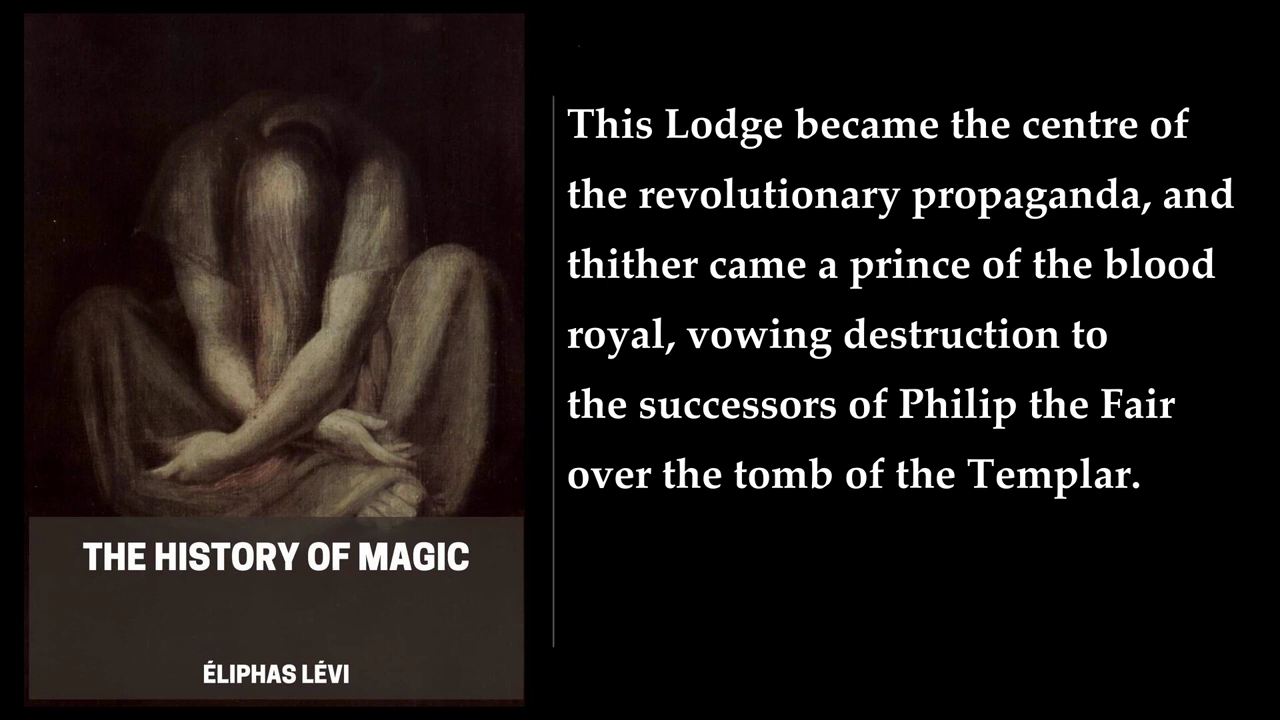 THE HISTORY OF MAGIC
ÉLIPHAS LÉVI
This Lodge became the centre of
the revolutionary propaganda, and
thither came a prince of the blood
royal, vowing destruction to
the successors of Philip the Fair
over the tomb of the Templar.